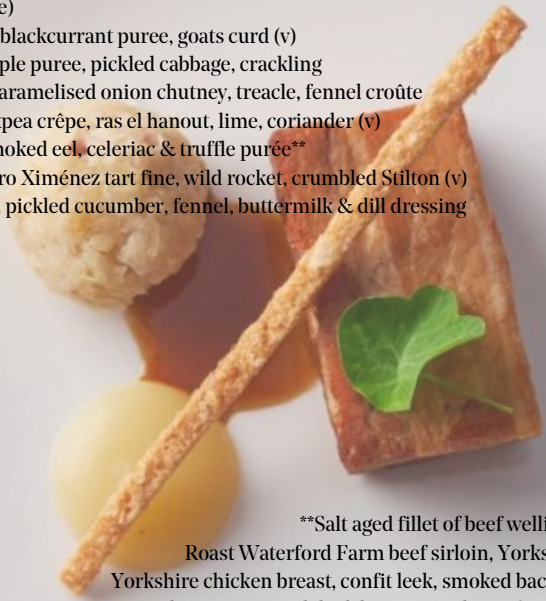 e)
blackcurrant puree, goats curd (v)
ple puree, pickled cabbage, crackling
aramelised onion chutney, treacle, fennel croûte
pea crêpe, ras el hanout, lime, coriander (v)
noked eel, celeriac & truffle purée**
ro Ximénez tart fine, wild rocket, crumbled Stilton (v)
, pickled cucumber, fennel, buttermilk & dill dressing
**Salt aged fillet of beef welli
Roast Waterford Farm beef sirloin, Yorks
Yorkshire chicken breast, confit leek, smoked bac